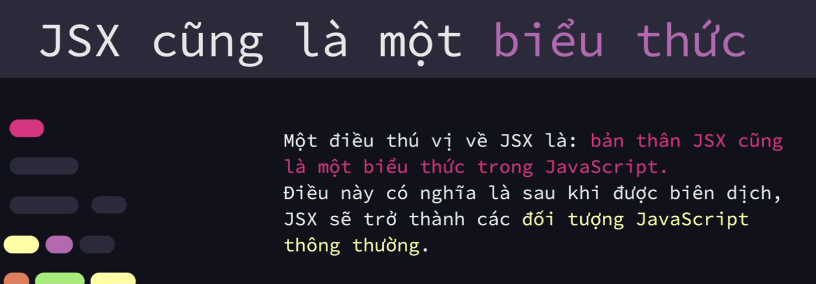 JSX cũng là một biểu thức
Một điều thú vị về JSX là: bản thân JSX cũng
là một biểu thức trong JavaScript.
Điều này có nghĩa là sau khi được biên dịch,
JSX sẽ trở thành các đối tượng JavaScript
thông thường.